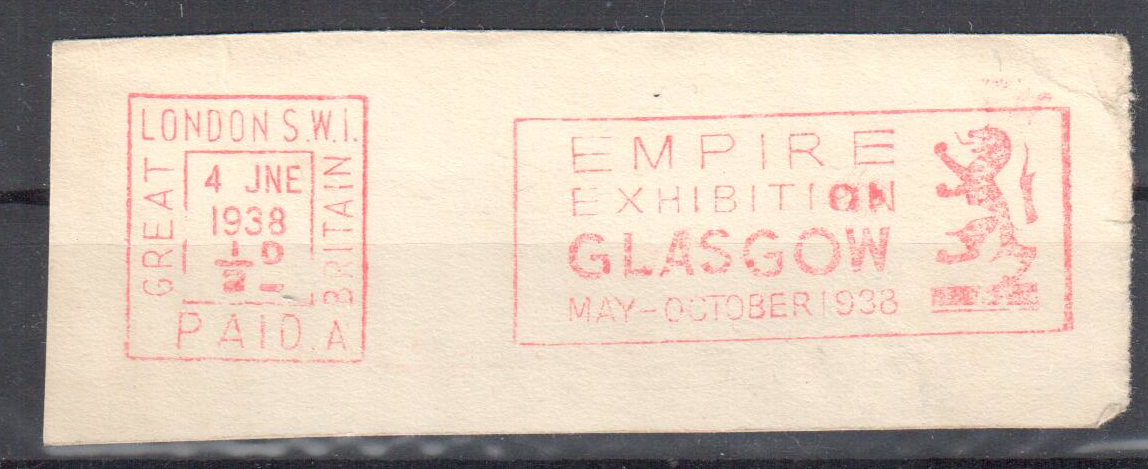 LONDON S.W.1.
GREAT
4 JNE
1938
½D
BRITAIN
PAID. A
EMPIRE
EXHIBITION
GLASGOW
MAY-OCTOBER 1938